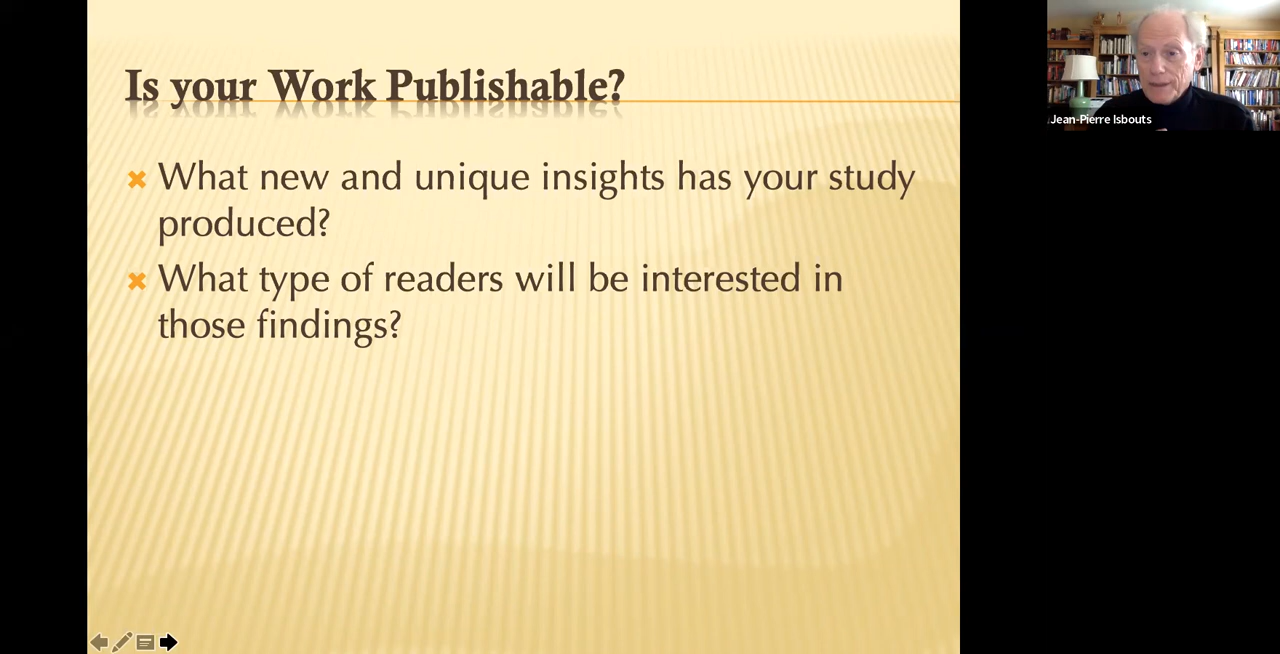 Is your Work Publishable?
What new and unique insights has your study
produced?
What type of readers will be interested in
those findings?
Jean-Pierre Isbouts